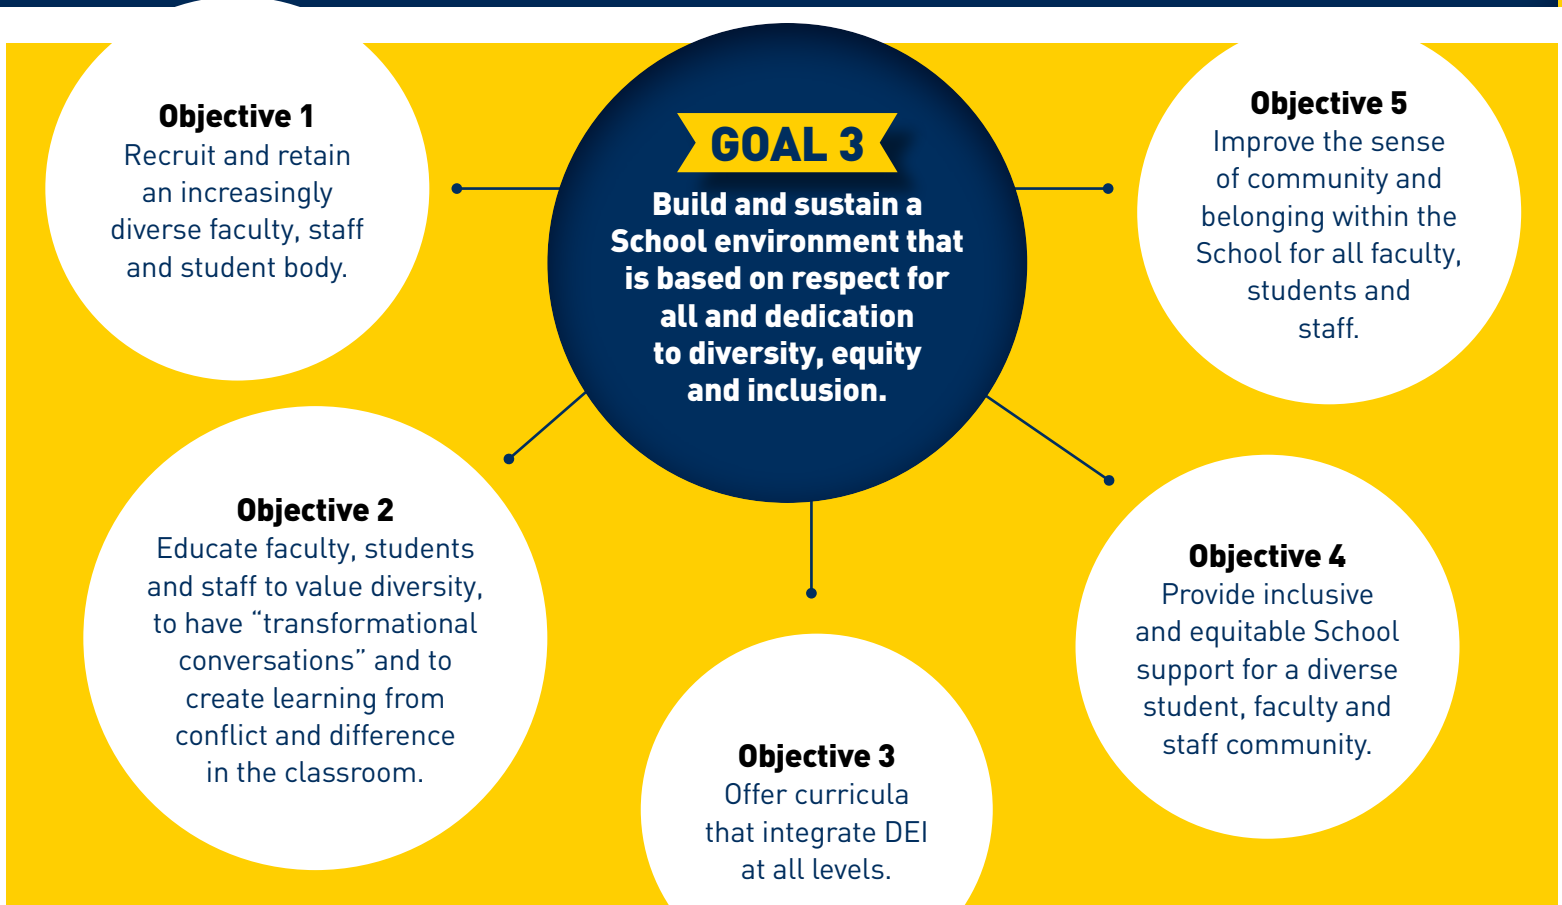 GOAL 3
Build and sustain a
School environment that
is based on respect for
all and dedication
to diversity, equity
and inclusion.
Objective 1
Recruit and retain
an increasingly
diverse faculty, staff
and student body.
Objective 2
Educate faculty, students
and staff to value diversity,
to have “transformational
conversations” and to
create learning from
conflict and difference
in the classroom.
Objective 3
Offer curricula
that integrate DEI
at all levels.
Objective 4
Provide inclusive
and equitable School
support for a diverse
student, faculty and
staff community.
Objective 5
Improve the sense
of community and
belonging within the
School for all faculty,
students and
staff.